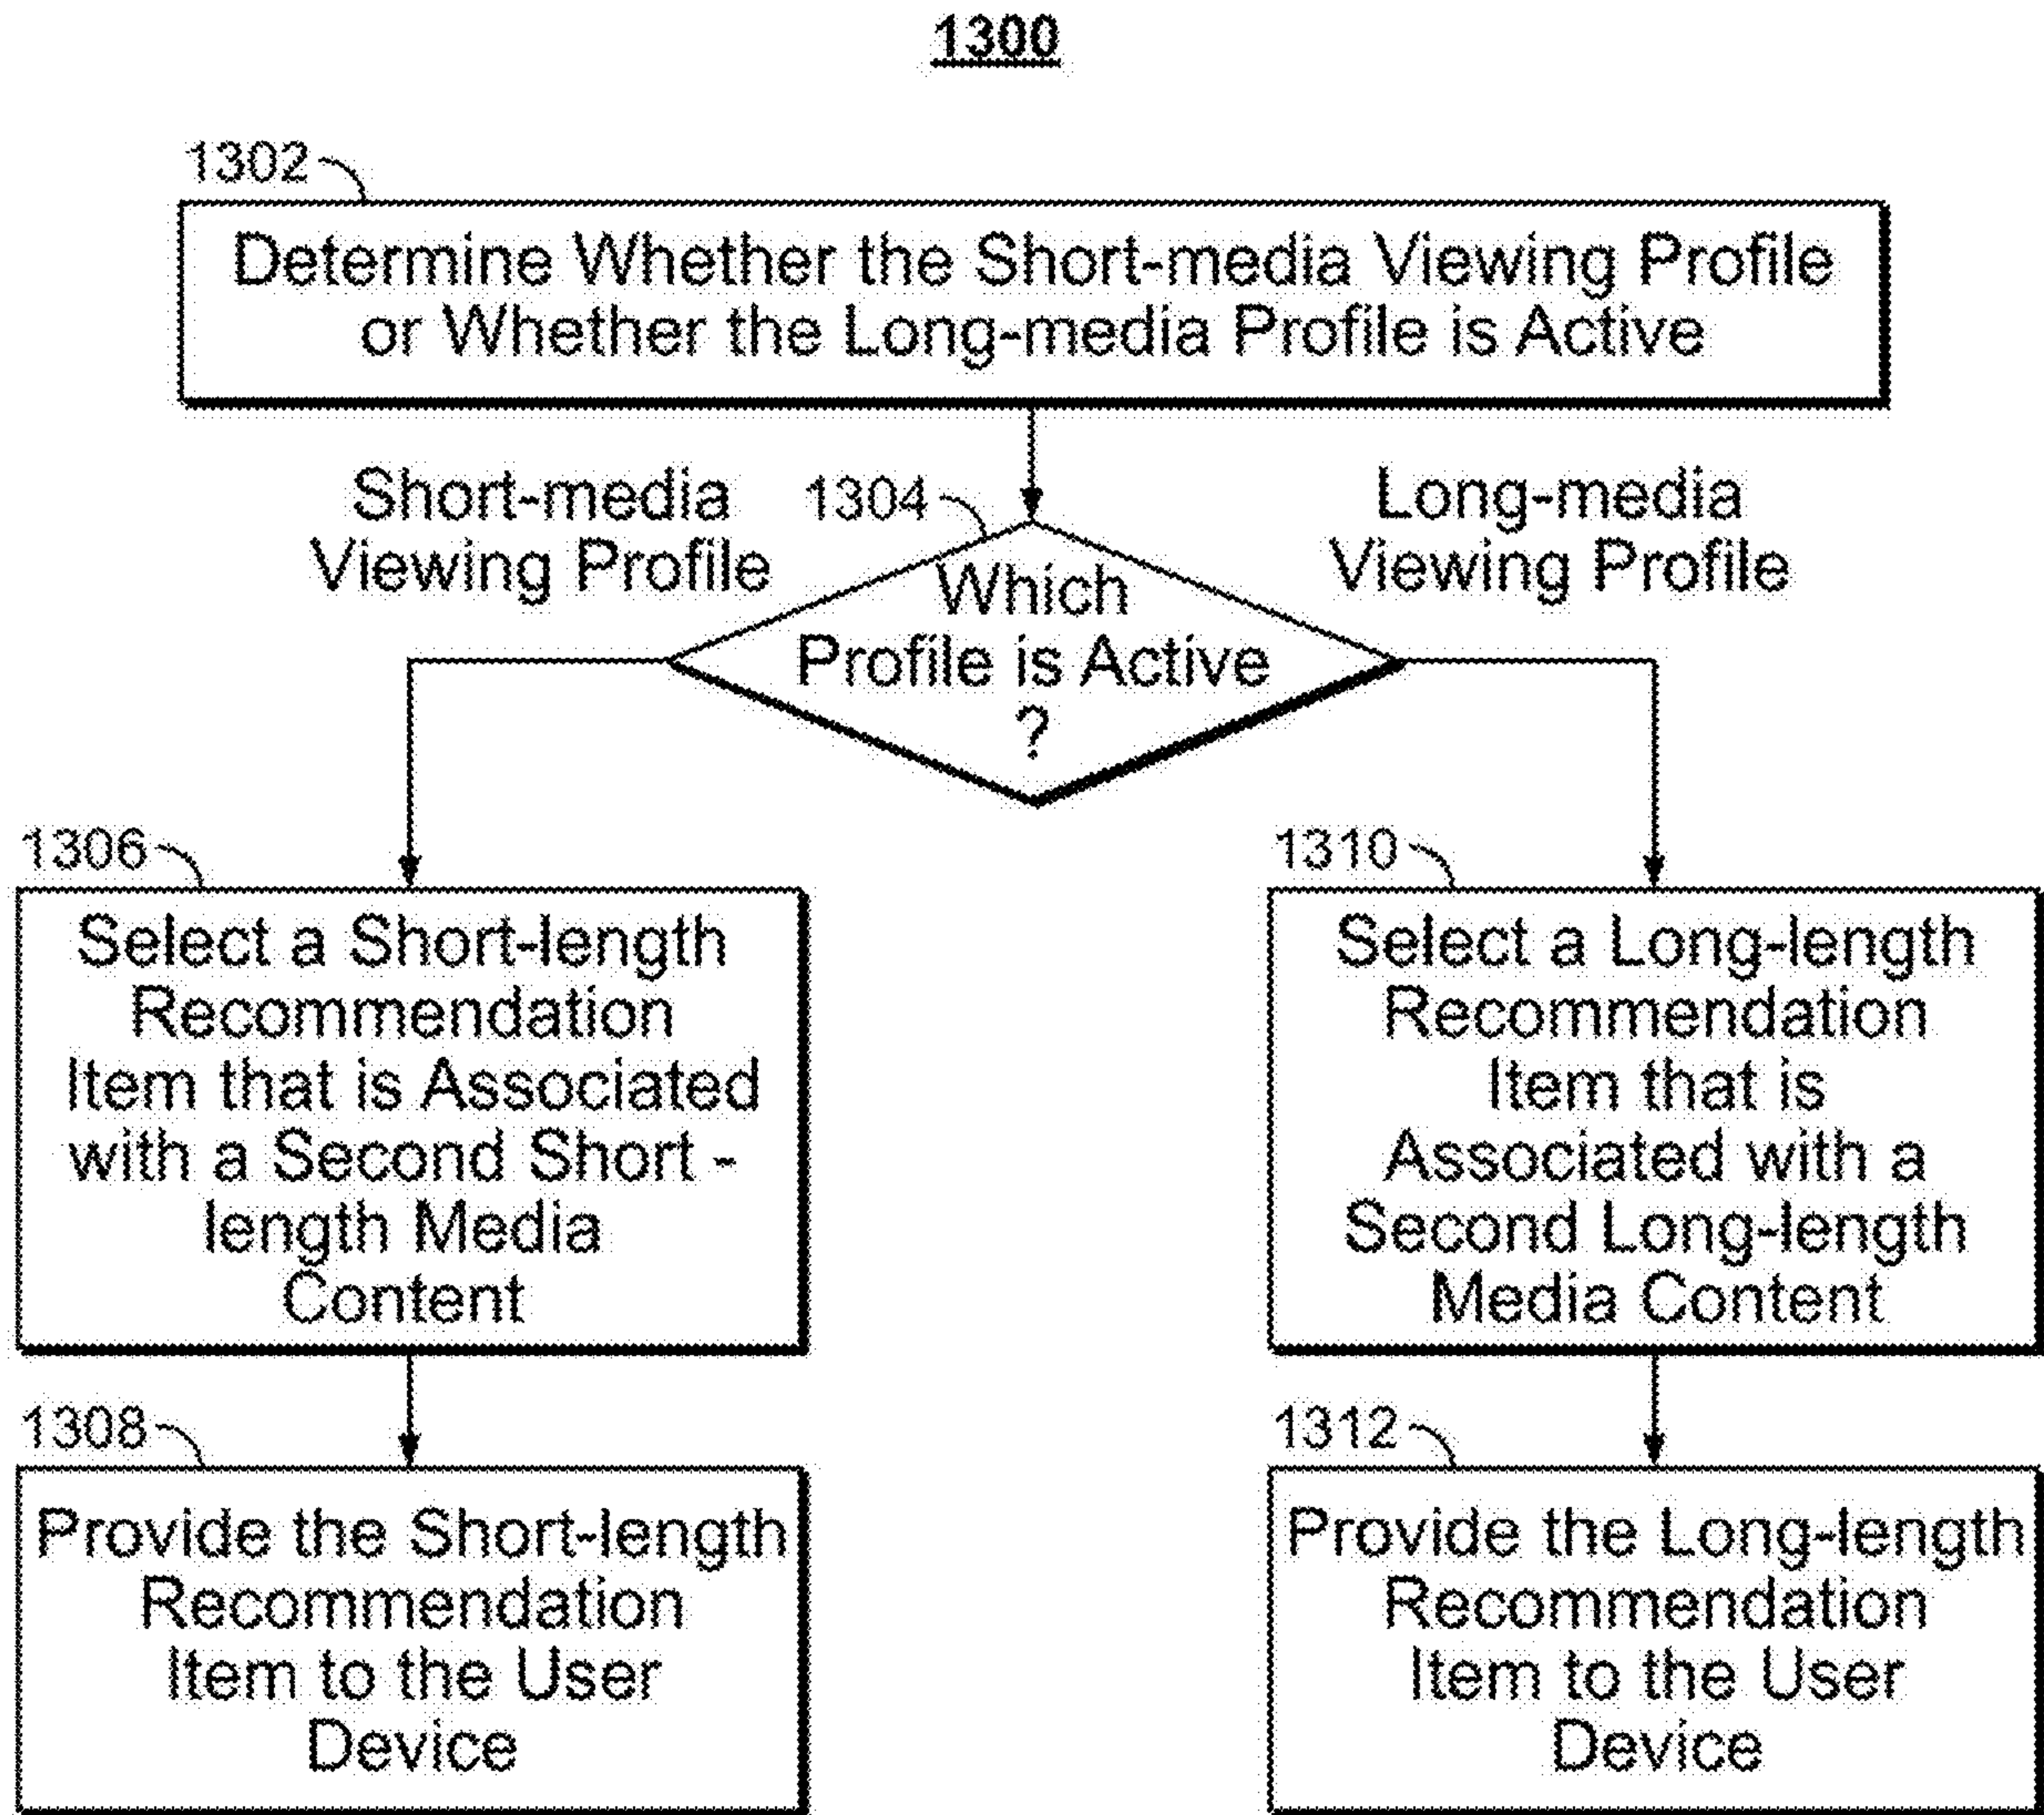 1300
1302
Determine Whether the Short-media Viewing Profile
or Whether the Long-media Profile is Active
Short-media
Viewing Profile
1304
Long-media
Viewing Profile
Which
Profile is Active
?
1306
Select a Short-length
Recommendation
Item that is Associated
with a Second Short -
length Media
Content
1310
Select a Long-length
Recommendation
Item that is
Associated with a
Second Long-length
Media Content
1308
Provide the Short-length
Recommendation
Item to the User
Device
1312
Provide the Long-length
Recommendation
Item to the User
Device